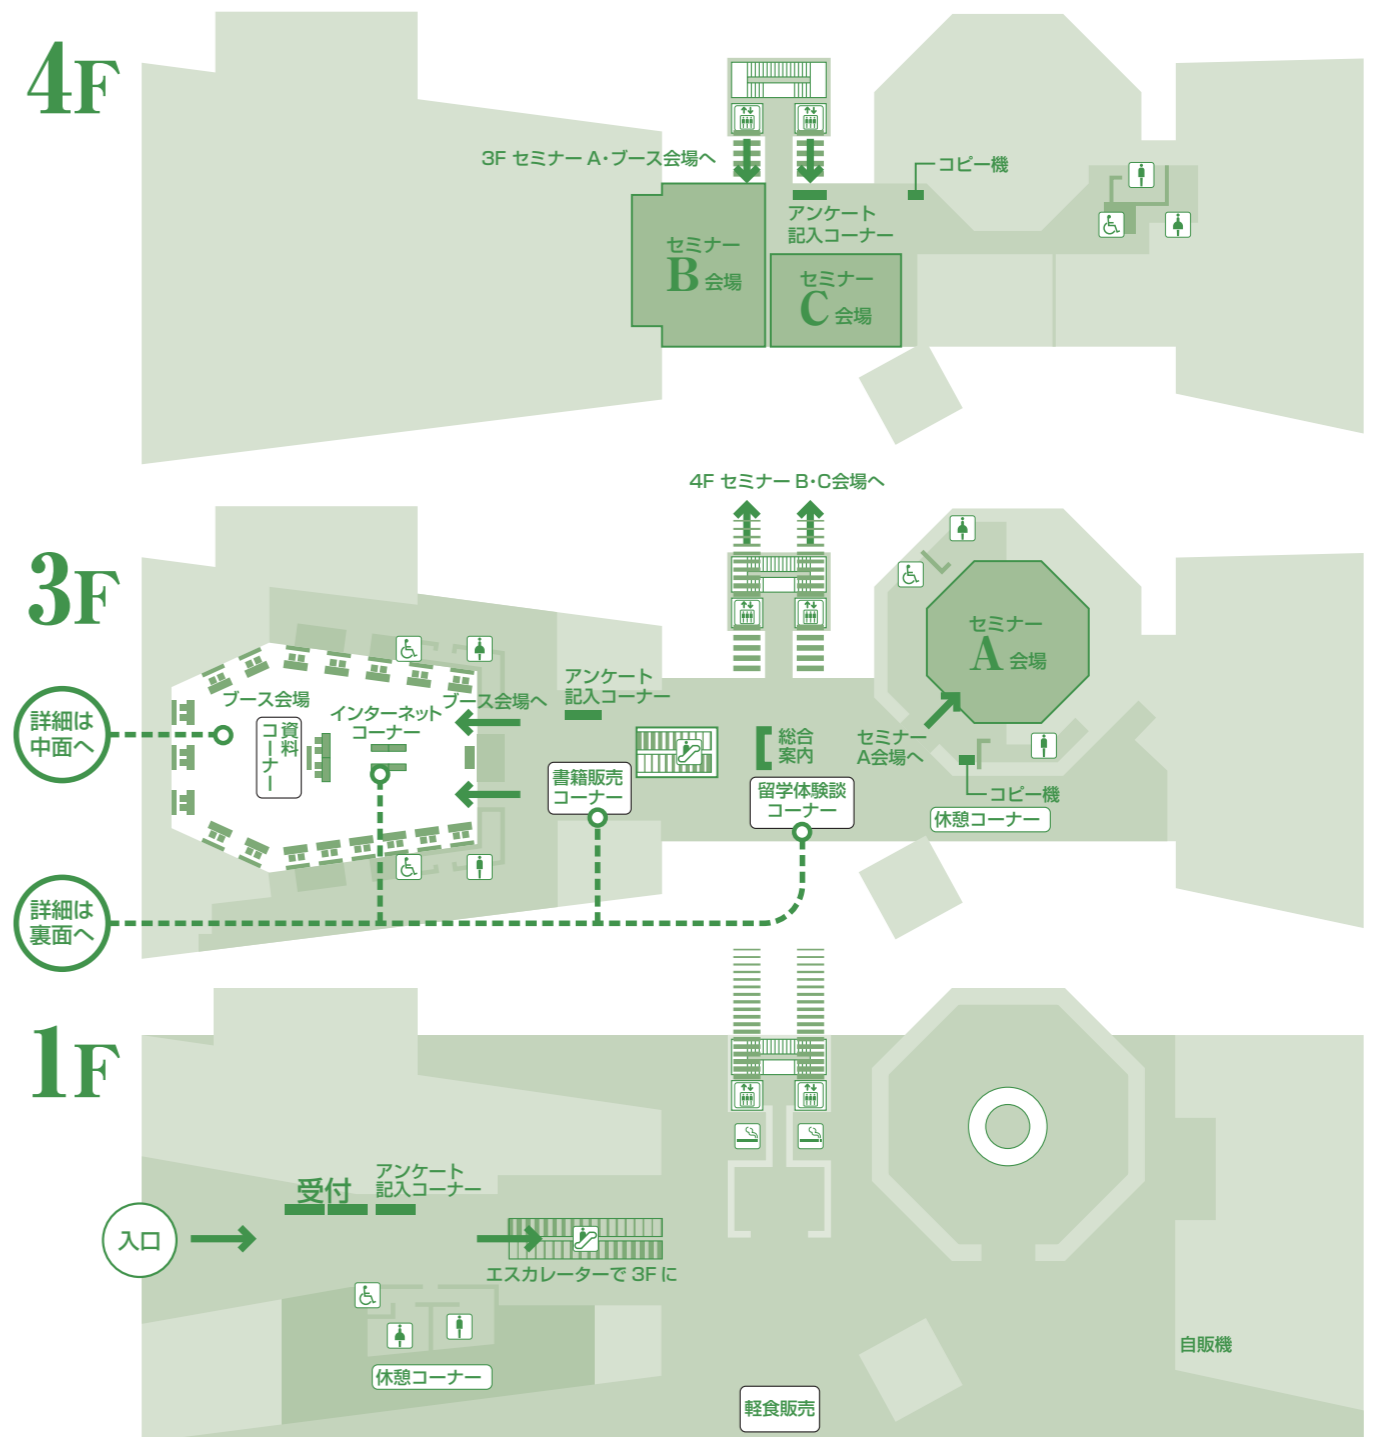 4F
3F セミナー A・ブース会場へ
コピー機
アンケート
記入コーナー
セミナー
B 会場
セミナー
C 会場
4F セミナー B・C会場へ
3F
セミナー
A 会場
アンケート
記入コーナー
ブース会場
ブース会場へ
詳細は
中面へ
資料
コーナー
インターネット
コーナー
総合
案内
セミナー
A会場へ
書籍販売
コーナー
留学体験談
コーナー
コピー機
休憩コーナー
詳細は
裏面へ
1F
受付
アンケート
記入コーナー
入口
エスカレーターで 3F に
休憩コーナー
自販機
軽食販売